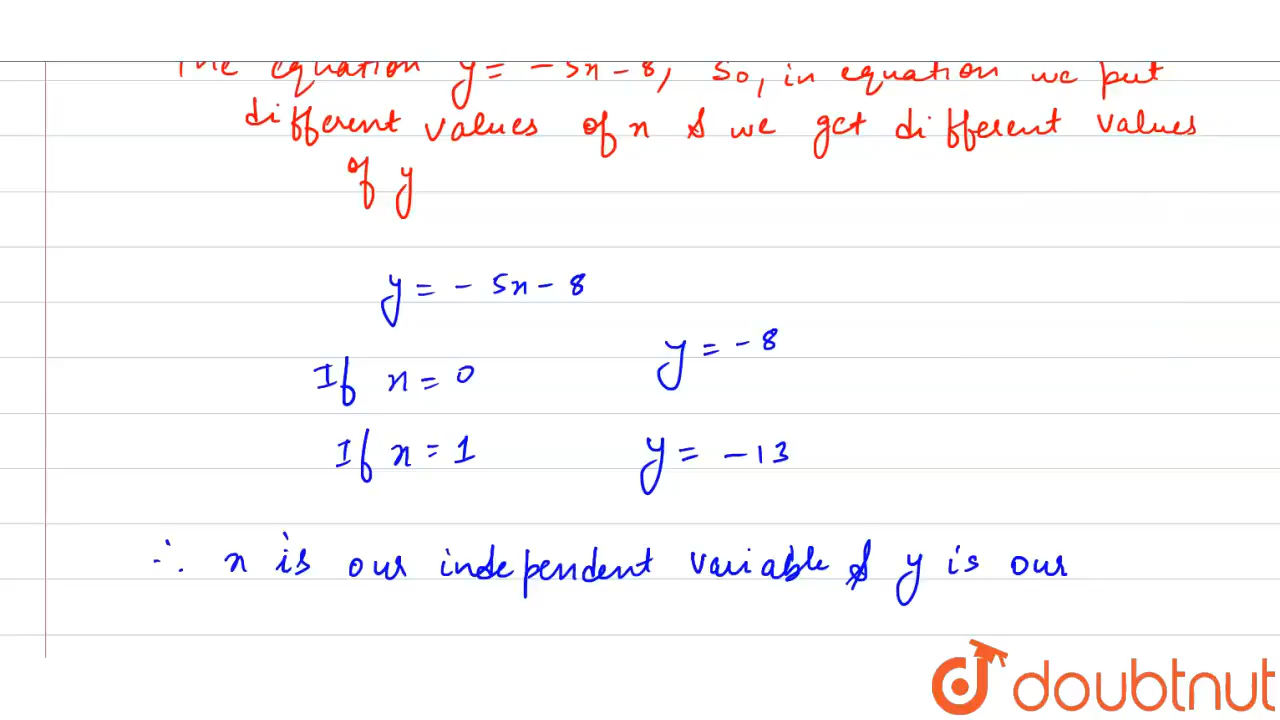 The equation y = -5x - 8, So, in equation we put
different values of x & we get different values
of y
y = - 5x - 8
y = - 8
If x = 0
If x = 1 y = - 13
∴ x is our independent variable & y is our
doubtnut